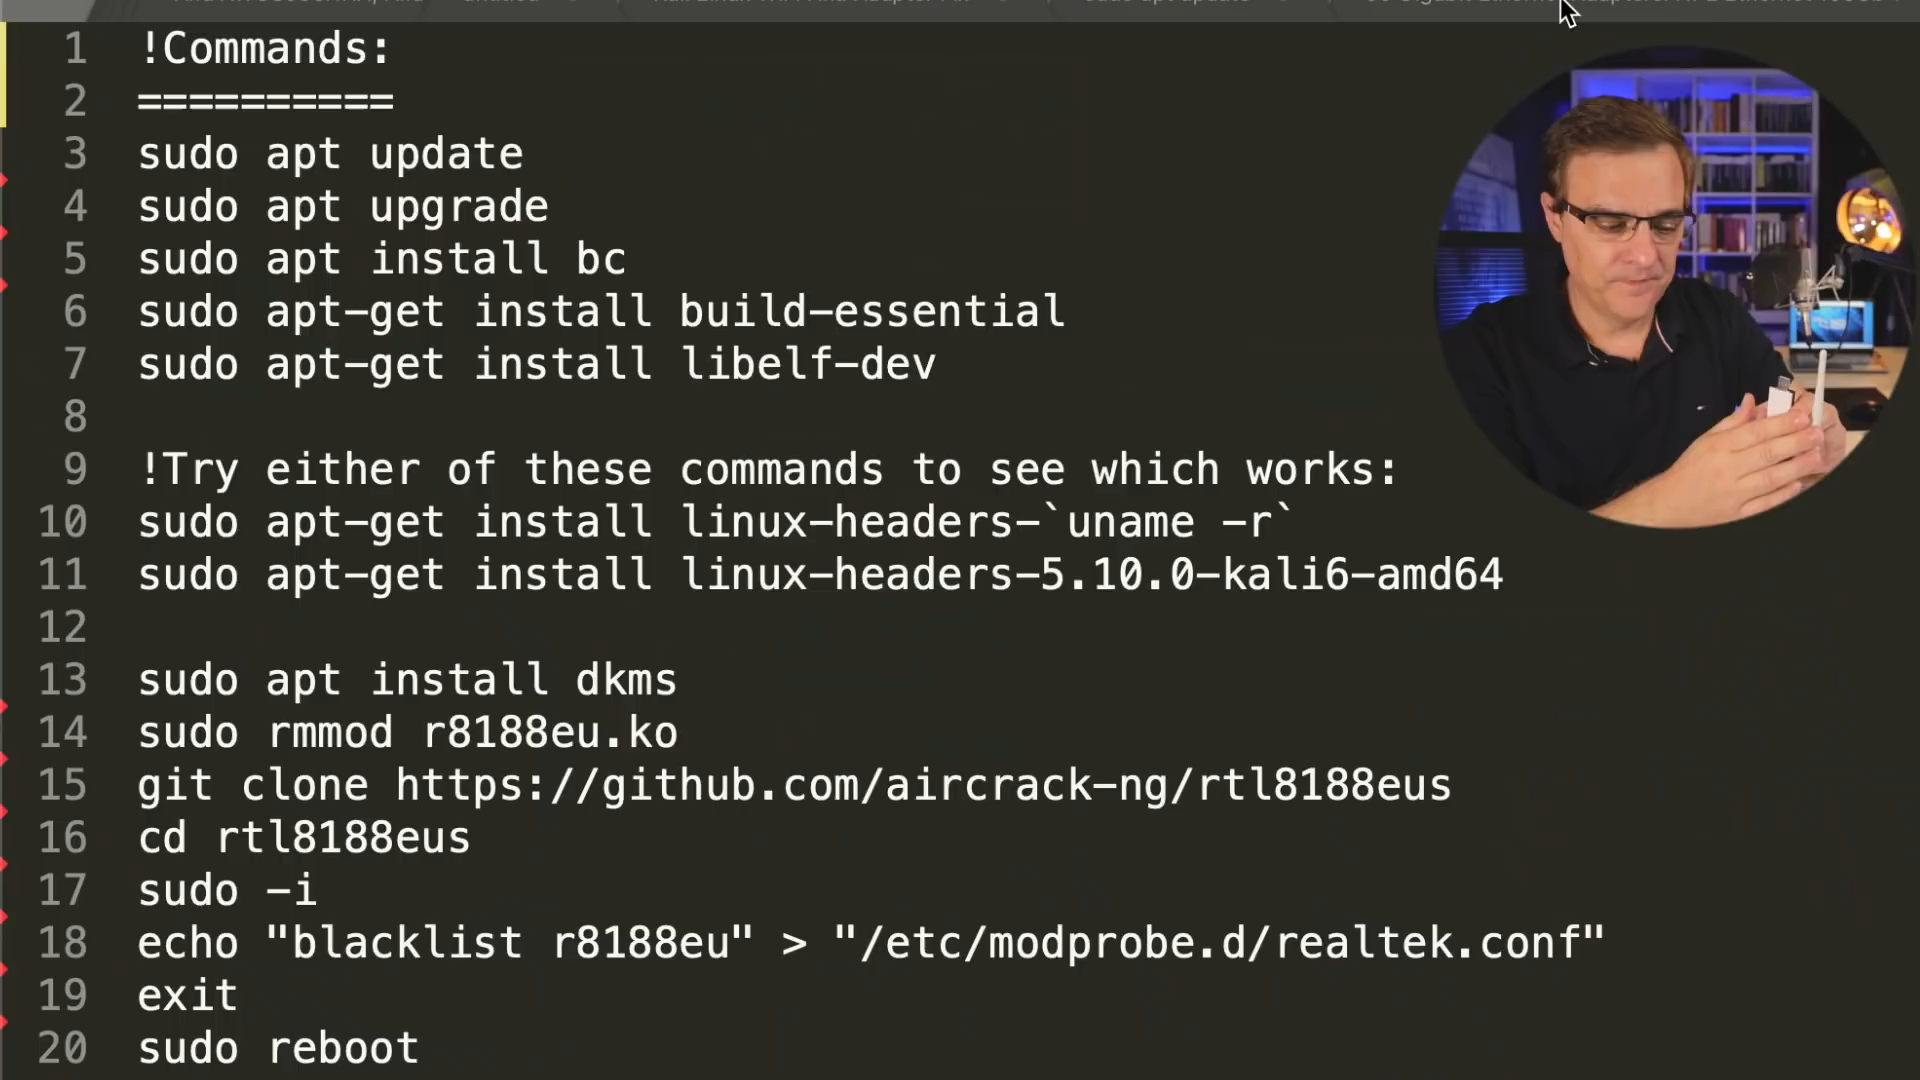 1 !Commands:
2 ==========
3 sudo apt update
4 sudo apt upgrade
5 sudo apt install bc
6 sudo apt-get install build-essential
7 sudo apt-get install libelf-dev
8
9 !Try either of these commands to see which works:
10 sudo apt-get install linux-headers-`uname -r`
11 sudo apt-get install linux-headers-5.10.0-kali6-amd64
12
13 sudo apt install dkms
14 sudo rmmod r8188eu.ko
15 git clone https://github.com/aircrack-ng/rtl8188eus
16 cd rtl8188eus
17 sudo -i
18 echo "blacklist r8188eu" > "/etc/modprobe.d/realtek.conf"
19 exit
20 sudo reboot